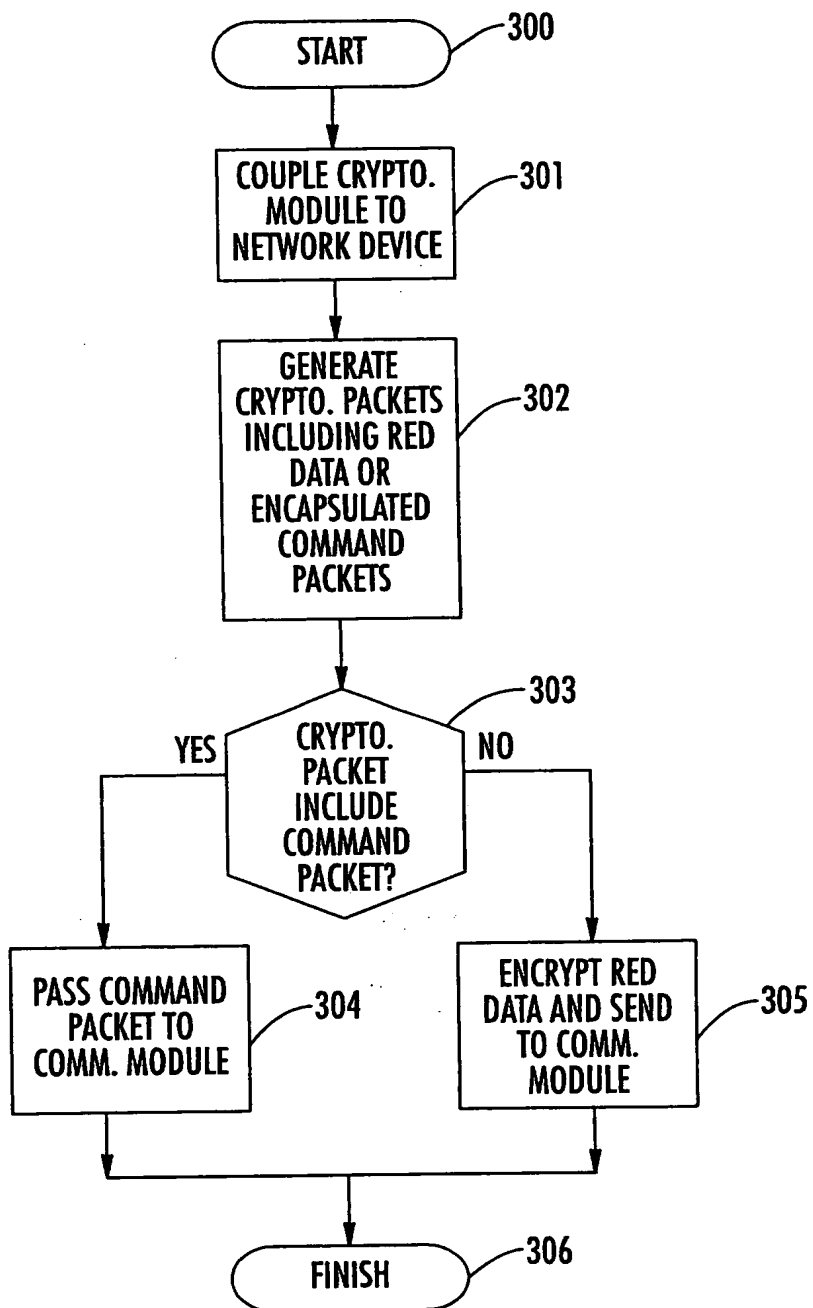 START
300
COUPLE CRYPTO.
MODULE TO
NETWORK DEVICE
301
GENERATE
CRYPTO. PACKETS
INCLUDING RED
DATA OR
ENCAPSULATED
COMMAND
PACKETS
302
303
YES
CRYPTO.
PACKET
INCLUDE
COMMAND
PACKET?
NO
PASS COMMAND
PACKET TO
COMM. MODULE
304
ENCRYPT RED
DATA AND SEND
TO COMM.
MODULE
305
FINISH
306